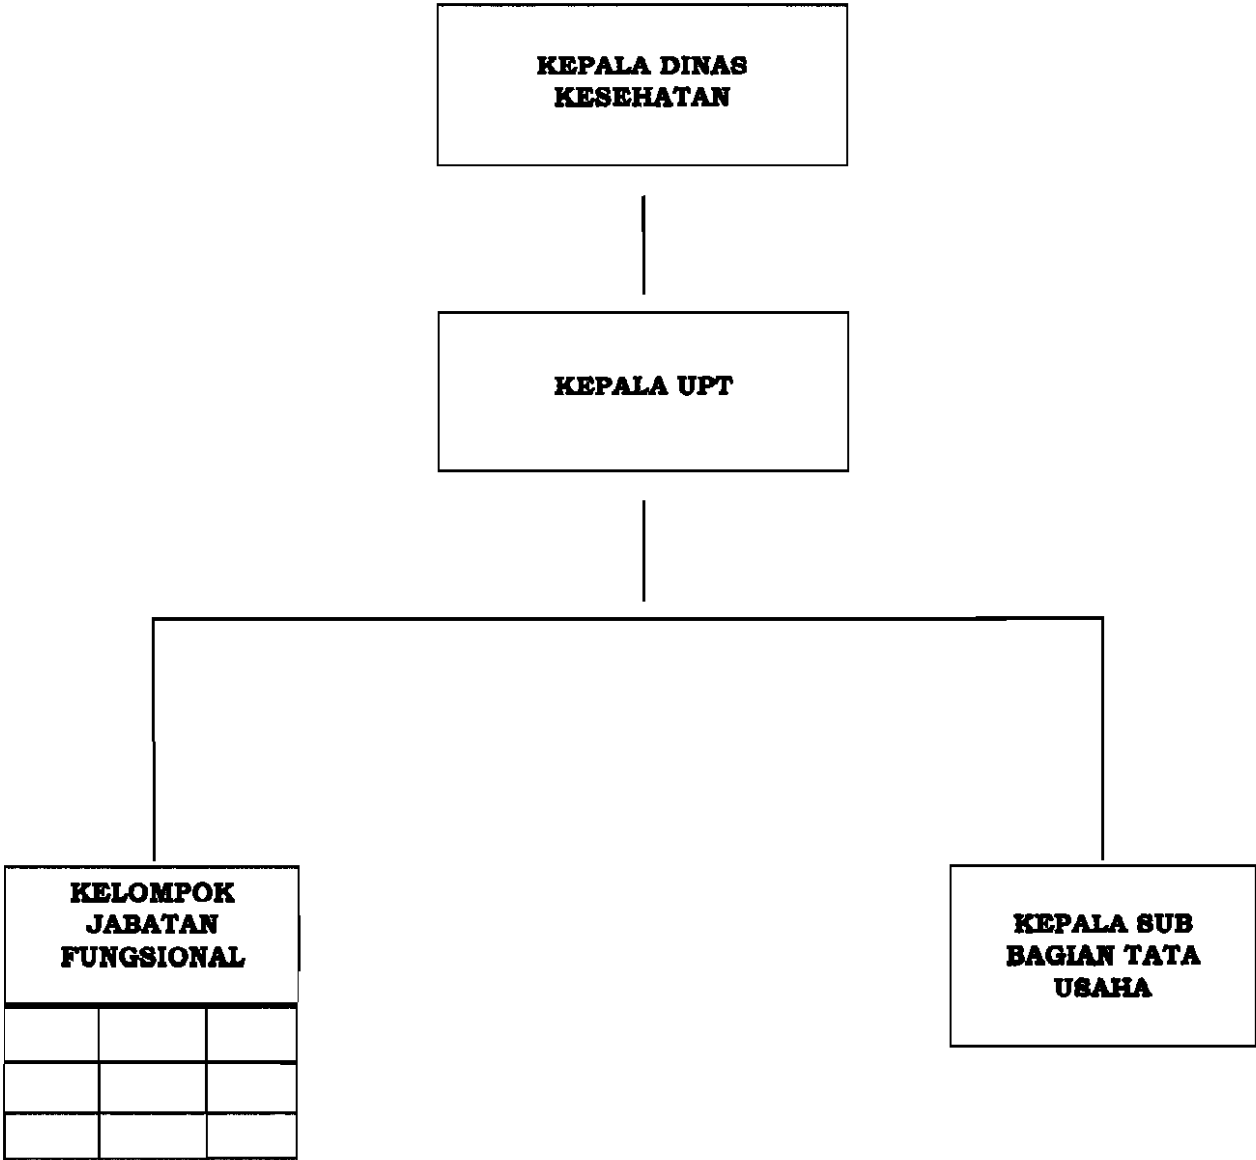 KEPALA DINAS
KESEHATAN
KEPALA UPT
KELOMPOK
JABATAN
FUNGSIONAL
KEPALA SUB
BAGIAN TATA
USAHA